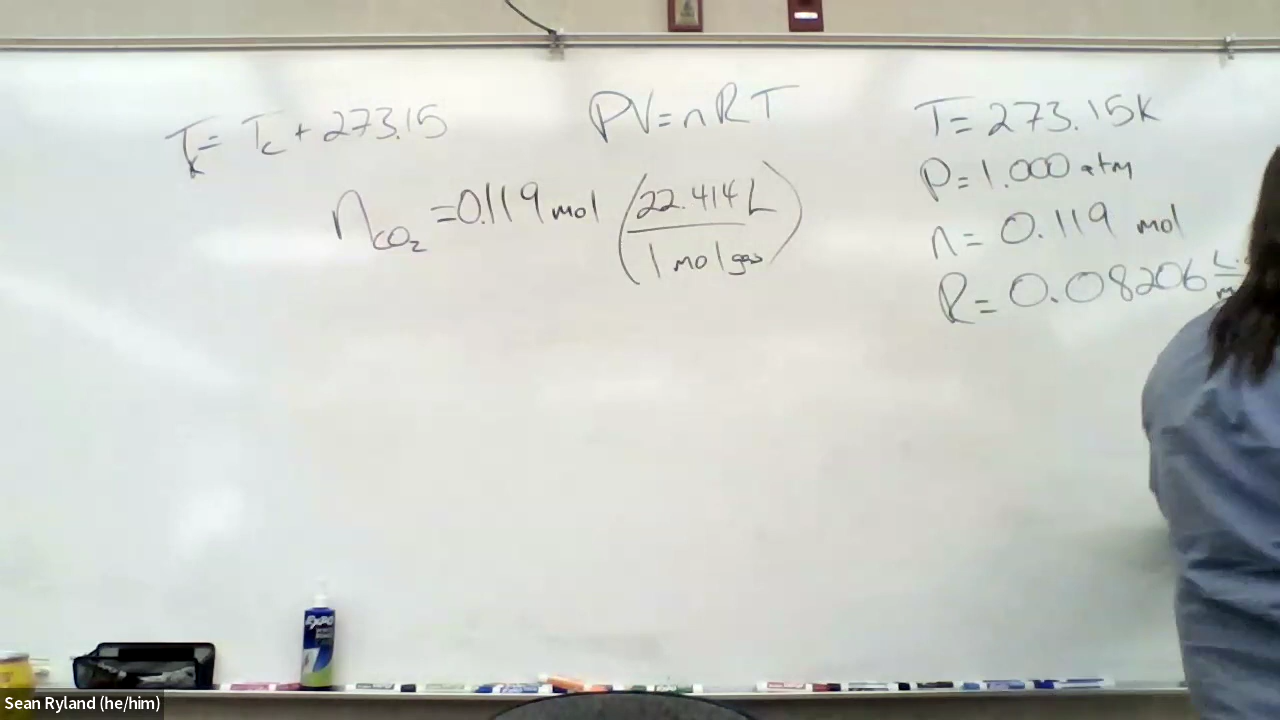 T_K = T_C + 273.15
PV = nRT
n_CO₂ = 0.119 mol (22.414 L / 1 mol gas)
T = 273.15K
P = 1.000 atm
n = 0.119 mol
R = 0.08206 L
EXPO
Sean Ryland (he/him)